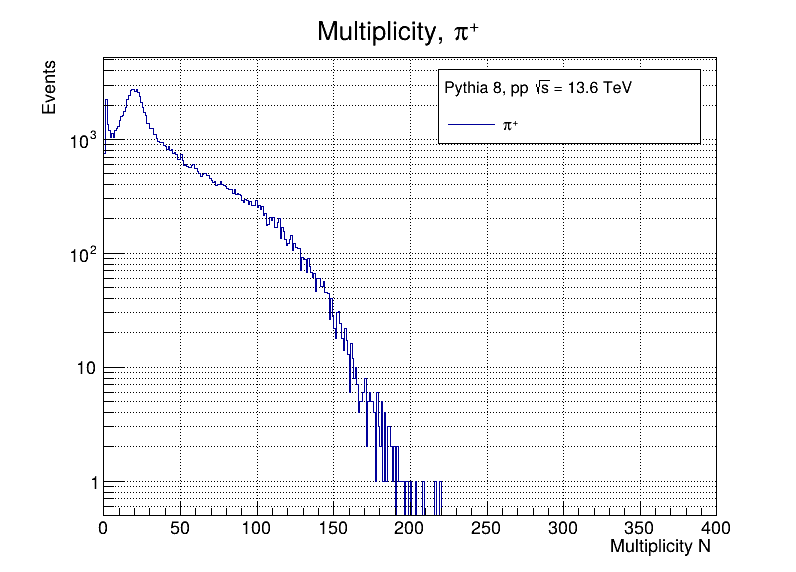 Multiplicity, π⁺
Events
Pythia 8, pp √s = 13.6 TeV
π⁺
10³
10²
10
1
0 50 100 150 200 250 300 350 400
Multiplicity N